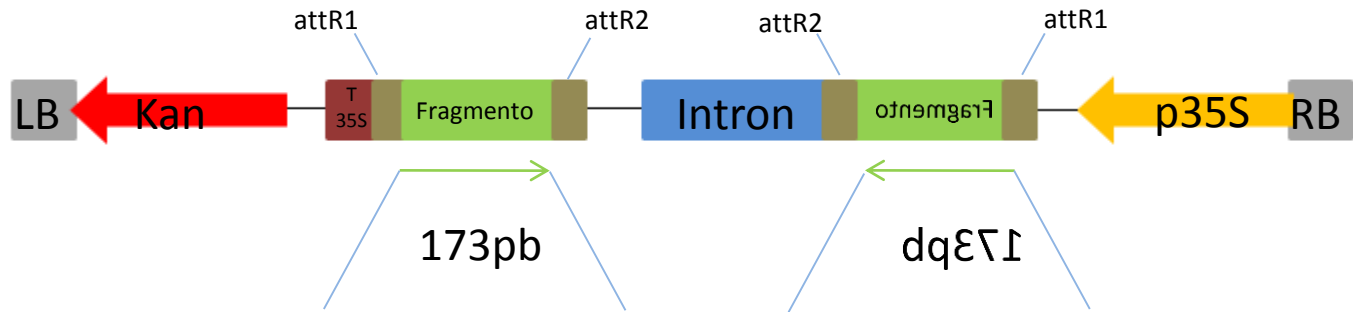 attR1
attR2
attR2
attR1
LB
Kan
T
35S
Fragmento
Intron
Fragmento
p35S
RB
173pb
173pb